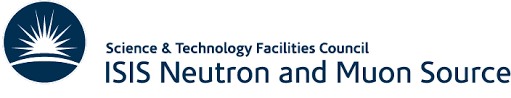 Science & Technology Facilities Council
ISIS Neutron and Muon Source